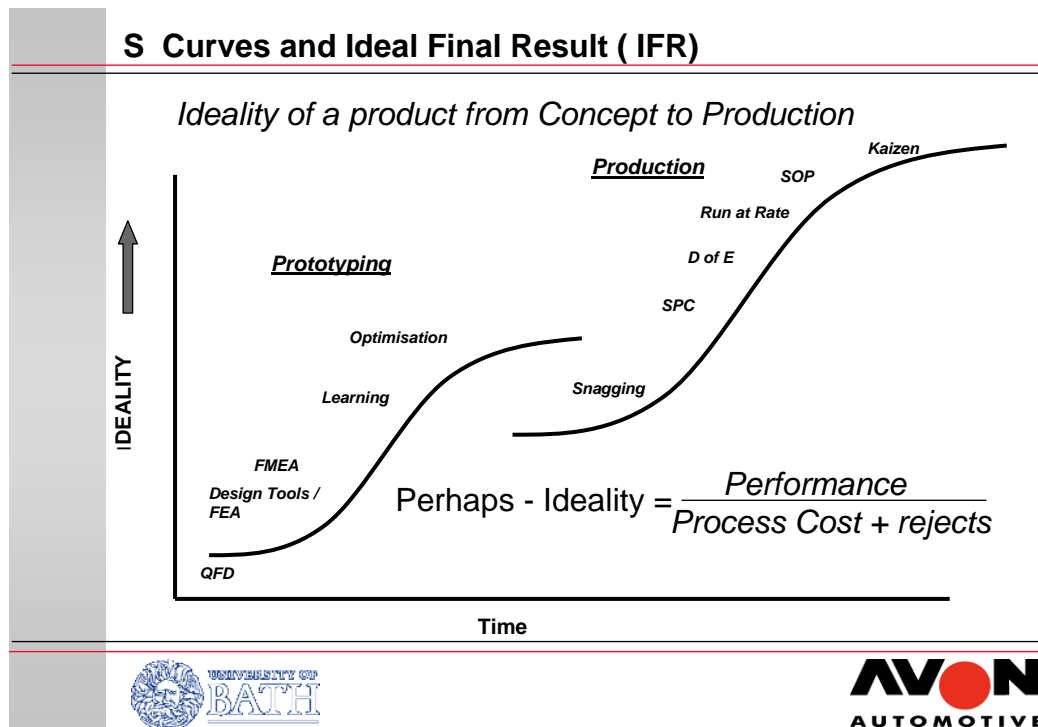 S Curves and Ideal Final Result ( IFR)
Ideality of a product from Concept to Production
Kaizen
Production
SOP
Run at Rate
D of E
Prototyping
SPC
Optimisation
Snagging
Learning
IDEALITY
FMEA
Design Tools /
FEA
Perhaps - Ideality = Performance
Process Cost + rejects
QFD
Time
UNIVERSITY OF
BATH
AVON
AUTOMOTIVE